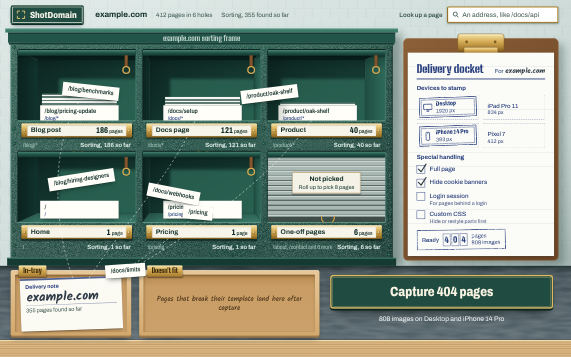 ShotDomain
example.com 412 pages in 6 holes Sorting, 355 found so far
Look up a page
An address, like /docs/api
example.com sorting frame
/blog/benchmarks
/blog/pricing-update
/blog/*
/docs/setup
/docs/*
/product/oak-shelf
/product/oak-shelf
/product/*
Blog post 186 pages
Docs page 121 pages
Product 40 pages
/blog/* Sorting, 186 so far
/docs/* Sorting, 121 so far
/product/* Sorting, 40 so far
/blog/hiring-designers
/
/
/docs/webhooks
/pricing
Not picked
Roll up to pick 6 pages
Home 1 page
Pricing 1 page
One-off pages 6 pages
/ Sorting, 1 so far
/pricing Sorting, 1 so far
/about, /contact and 6 more Sorting, 6 so far
/docs/limits
In-tray
Doesn't fit
Delivery note
example.com
355 pages found so far
Pages that break their template land here after capture
Delivery docket
For example.com
Devices to stamp
Desktop
1920 px
iPad Pro 11
834 px
iPhone 14 Pro
393 px
Pixel 7
412 px
Special handling
Full page
Hide cookie banners
Login session
For pages behind a login
Custom CSS
Hide or restyle parts first
Ready 404 pages
808 images
Capture 404 pages
808 images on Desktop and iPhone 14 Pro